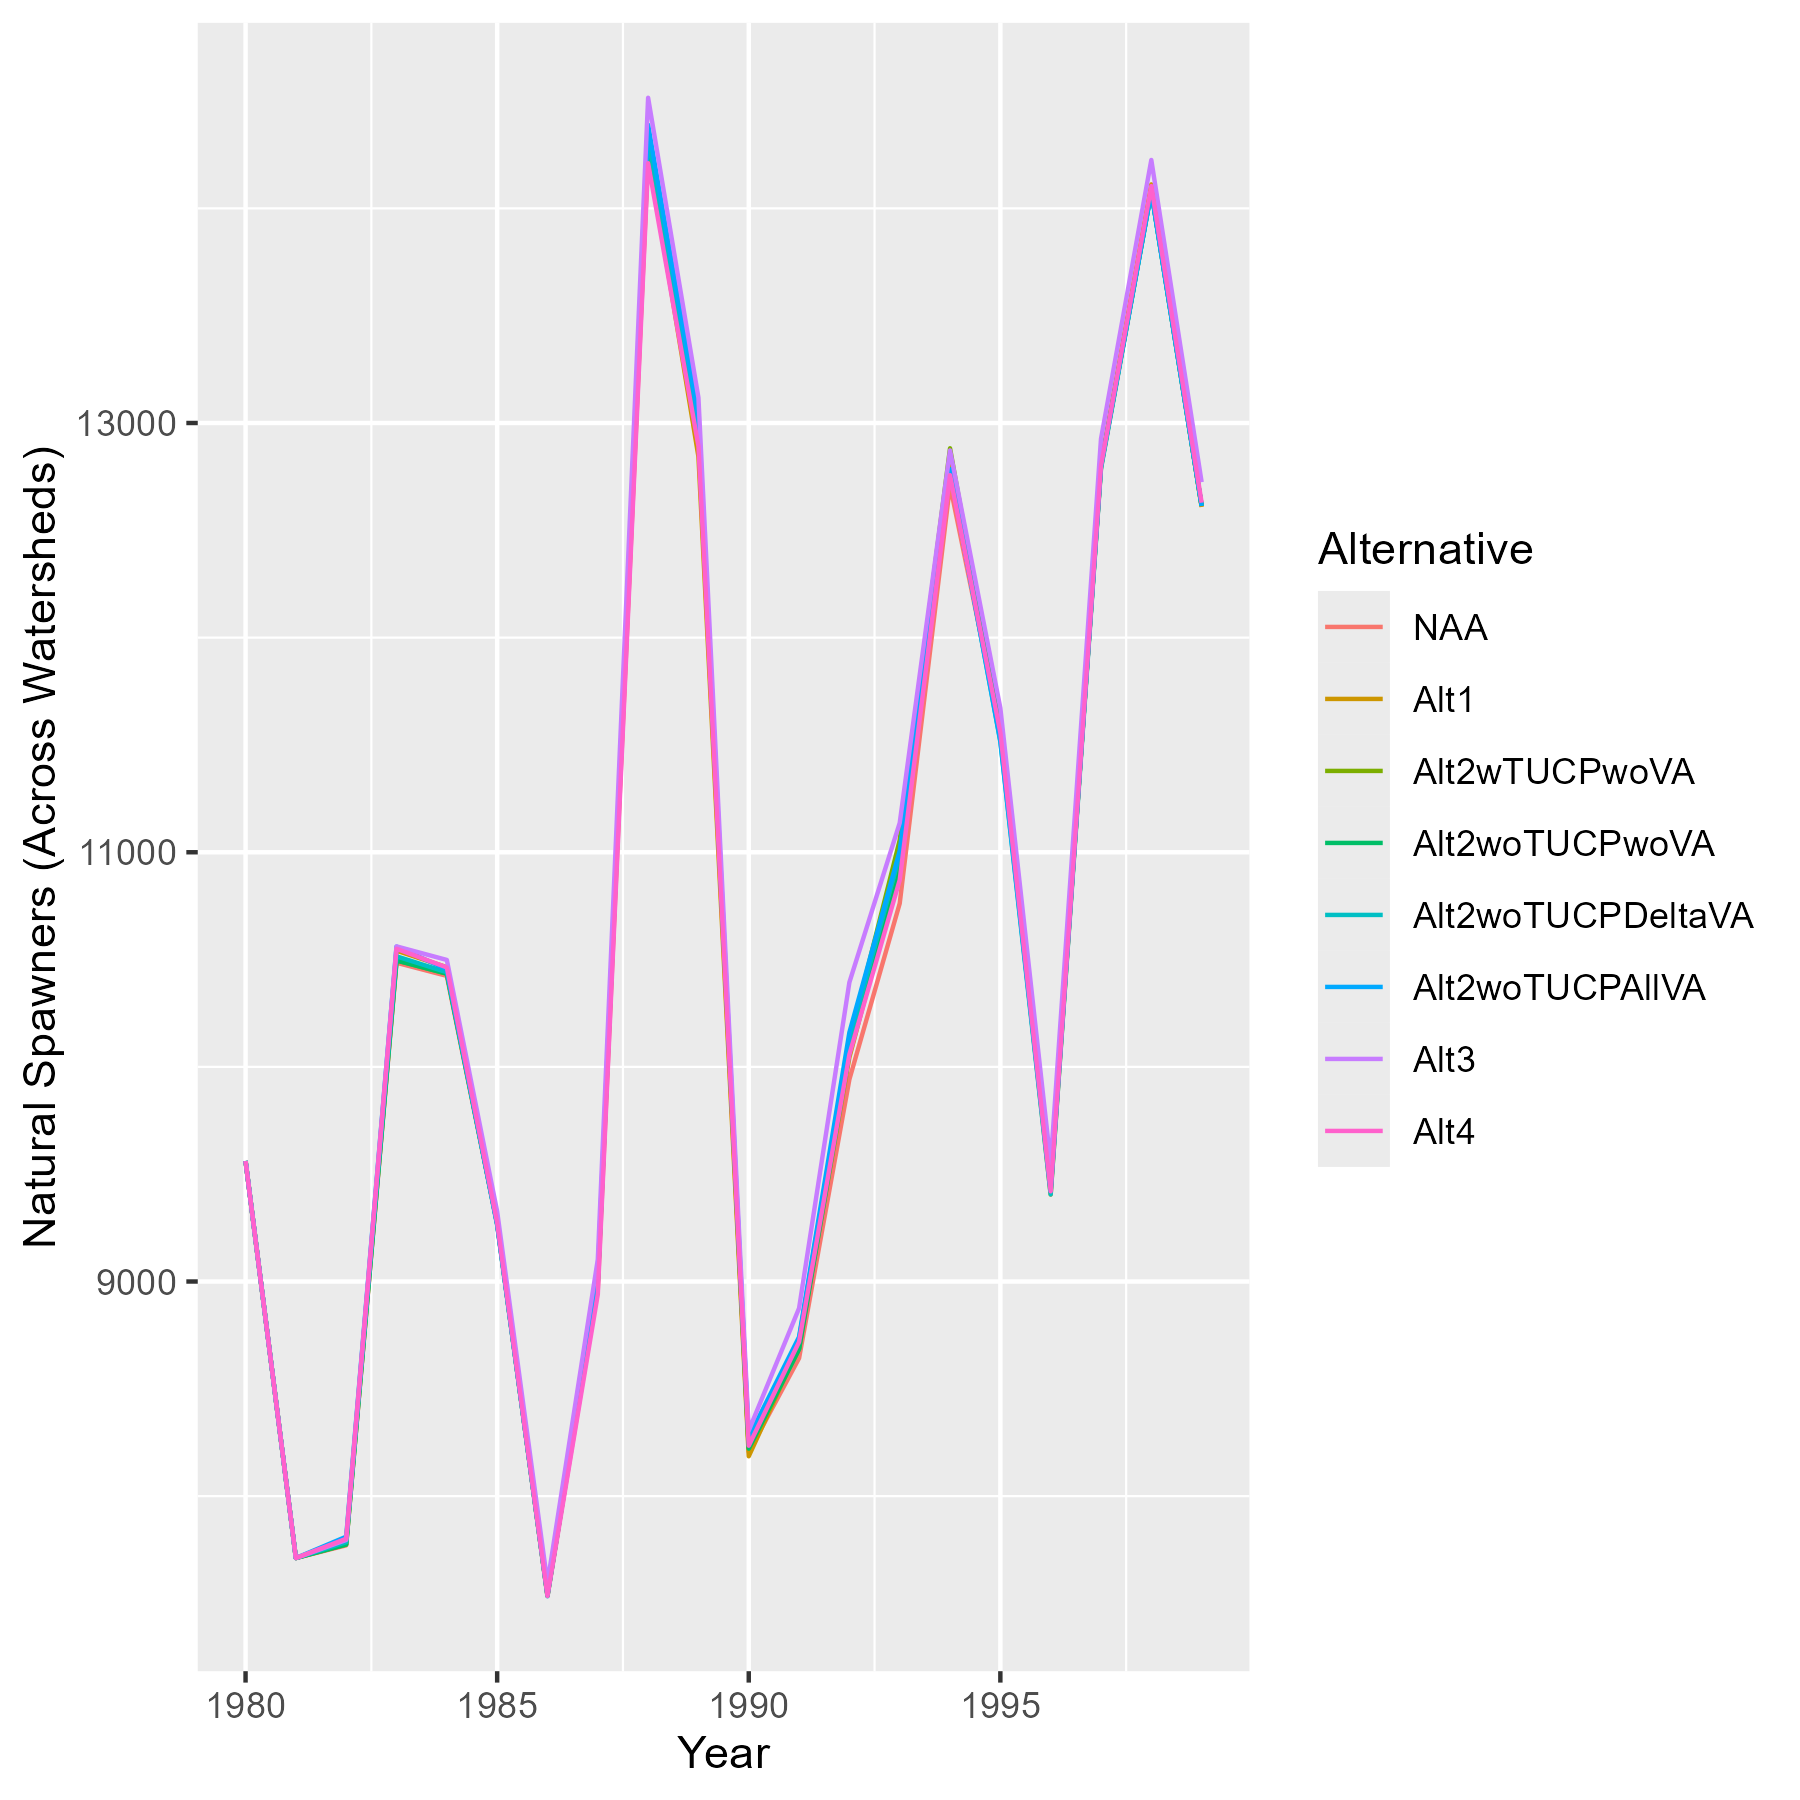 Natural Spawners (Across Watersheds)
13000
11000
9000
1980
1985
1990
1995
Year
Alternative
NAA
Alt1
Alt2wTUCPwoVA
Alt2woTUCPwoVA
Alt2woTUCPDeltaVA
Alt2woTUCPAllVA
Alt3
Alt4